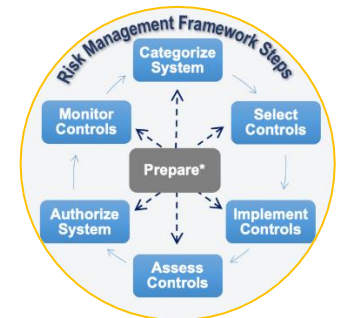 Risk Management Framework Steps
Categorize
System
Select
Controls
Implement
Controls
Assess
Controls
Authorize
System
Monitor
Controls
Prepare*